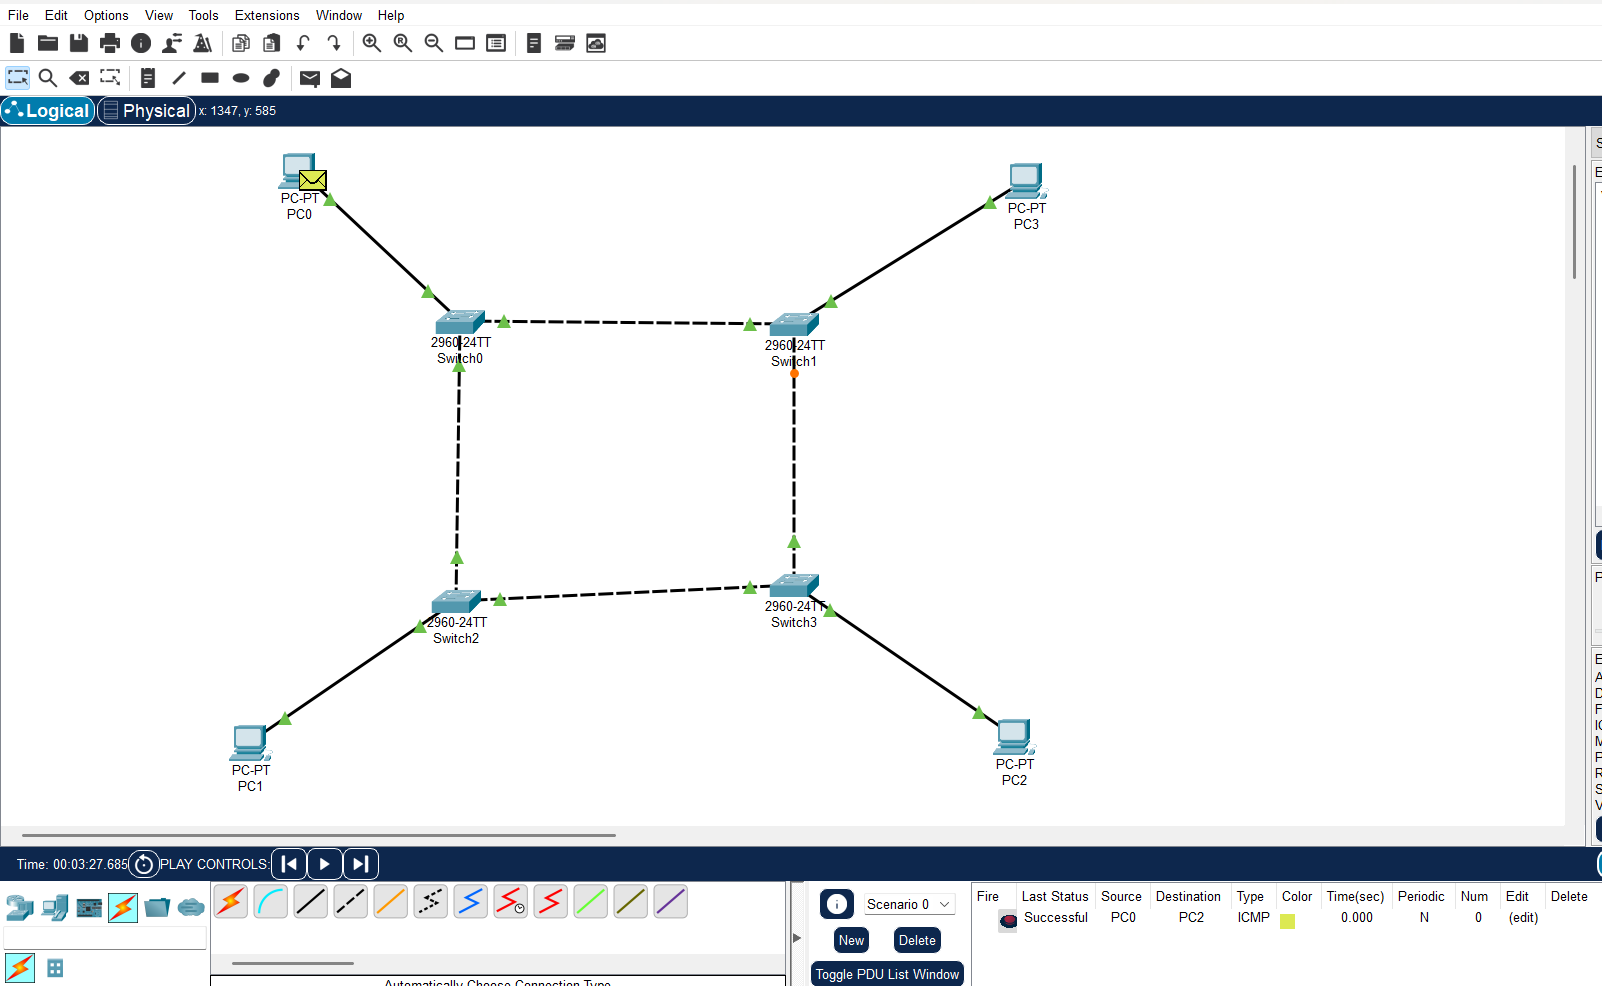 File Edit Options View Tools Extensions Window Help
Logical Physical x: 1347, y: 585
PC-PT
PC0
PC-PT
PC3
2960-24TT
Switch0
2960-24TT
Switch1
2960-24TT
Switch2
2960-24TT
Switch3
PC-PT
PC1
PC-PT
PC2
Time: 00:03:27.685 PLAY CONTROLS:
Scenario 0
New Delete
Toggle PDU List Window
Fire Last Status Source Destination Type Color Time(sec) Periodic Num Edit Delete
Successful PC0 PC2 ICMP 0.000 N 0 (edit)
Automatically Choose Connection Type